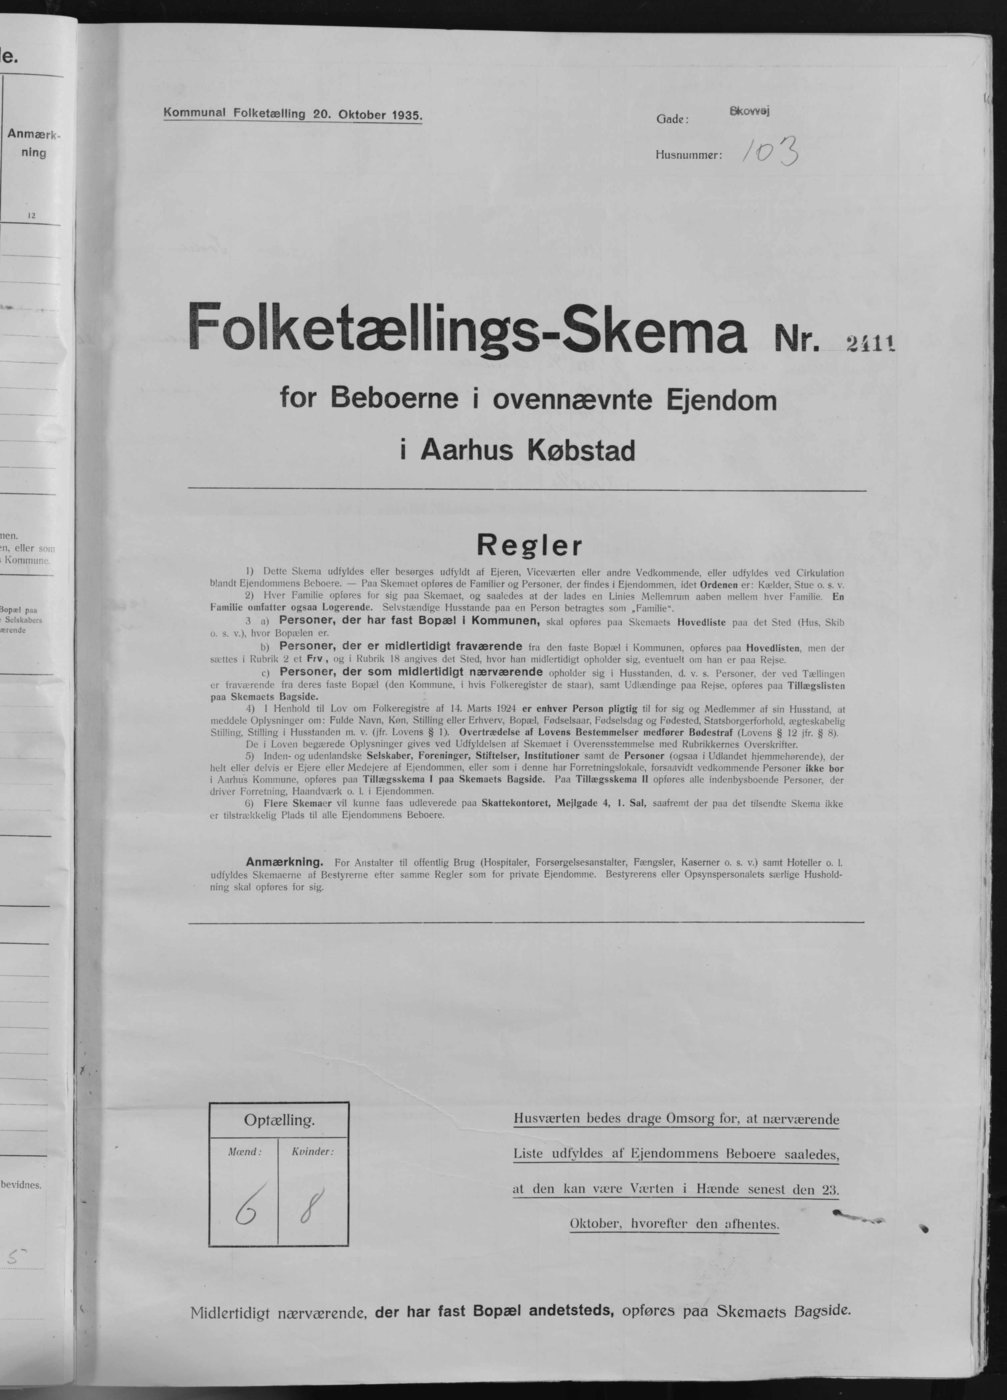 le.
Anmærk-
ning
12
men.
en, eller som
s Kommune.
Bopæl paa
e Selskabers
ærende
bevidnes.
5
Kommunal Folketælling 20. Oktober 1935.
Gade: Skovvej
Husnummer: 103
Folketællings-Skema Nr. 2411
for Beboerne i ovennævnte Ejendom
i Aarhus Købstad
Regler
1) Dette Skema udfyldes eller besørges udfyldt af Ejeren, Viceværten eller andre Vedkommende, eller udfyldes ved Cirkulation
blandt Ejendommens Beboere. — Paa Skemaet opføres de Familier og Personer, der findes i Ejendommen, idet Ordenen er: Kælder, Stue o. s. v.
2) Hver Familie opføres for sig paa Skemaet, og saaledes at der lades en Linies Mellemrum aaben mellem hver Familie. En
Familie omfatter ogsaa Logerende. Selvstændige Husstande paa en Person betragtes som „Familie".
3 a) Personer, der har fast Bopæl i Kommunen, skal opføres paa Skemaets Hovedliste paa det Sted (Hus, Skib
o. s. v.), hvor Bopælen er.
b) Personer, der er midlertidigt fraværende fra den faste Bopæl i Kommunen, opføres paa Hovedlisten, men der
sættes i Rubrik 2 et Frv., og i Rubrik 18 angives det Sted, hvor han midlertidigt opholder sig, eventuelt om han er paa Rejse.
c) Personer, der som midlertidigt nærværende opholder sig i Husstanden, d. v. s. Personer, der ved Tællingen
er fraværende fra deres faste Bopæl (den Kommune, i hvis Folkeregister de staar), samt Udlændinge paa Rejse, opføres paa Tillægslisten
paa Skemaets Bagside.
4) I Henhold til Lov om Folkeregistre af 14. Marts 1924 er enhver Person pligtig til for sig og Medlemmer af sin Husstand, at
meddele Oplysninger om: Fulde Navn, Køn, Stilling eller Erhverv, Bopæl, Fødselsaar, Fødselsdag og Fødested, Statsborgerforhold, ægteskabelig
Stilling, Stilling i Husstanden m. v. (jfr. Lovens § 1). Overtrædelse af Lovens Bestemmelser medfører Bødestraf (Lovens § 12 jfr. § 8).
De i Loven begærede Oplysninger gives ved Udfyldelsen af Skemaet i Overensstemmelse med Rubrikkernes Overskrifter.
5) Inden- og udenlandske Selskaber, Foreninger, Stiftelser, Institutioner samt de Personer (ogsaa i Udlandet hjemmehørende), der
helt eller delvis er Ejere eller Medejere af Ejendommen, eller som i denne har Forretningslokale, forsaavidt vedkommende Personer ikke bor
i Aarhus Kommune, opføres paa Tillægsskema I paa Skemaets Bagside. Paa Tillægsskema II opføres alle indenbysboende Personer, der
driver Forretning, Haandværk o. l. i Ejendommen.
6) Flere Skemaer vil kunne faas udleverede paa Skattekontoret, Mejlgade 4, 1. Sal, saafremt der paa det tilsendte Skema ikke
er tilstrækkelig Plads til alle Ejendommens Beboere.
Anmærkning. For Anstalter til offentlig Brug (Hospitaler, Forsørgelsesanstalter, Fængsler, Kaserner o. s. v.) samt Hoteller o. l.
udfyldes Skemaerne af Bestyrerne efter samme Regler som for private Ejendomme. Bestyrerens eller Opsynspersonalets særlige Hushold-
ning skal opføres for sig.
Optælling.
Mænd: Kvinder:
6 8
Husværten bedes drage Omsorg for, at nærværende
Liste udfyldes af Ejendommens Beboere saaledes,
at den kan være Værten i Hænde senest den 23.
Oktober, hvorefter den afhentes.
Midlertidigt nærværende, der har fast Bopæl andetsteds, opføres paa Skemaets Bagside.